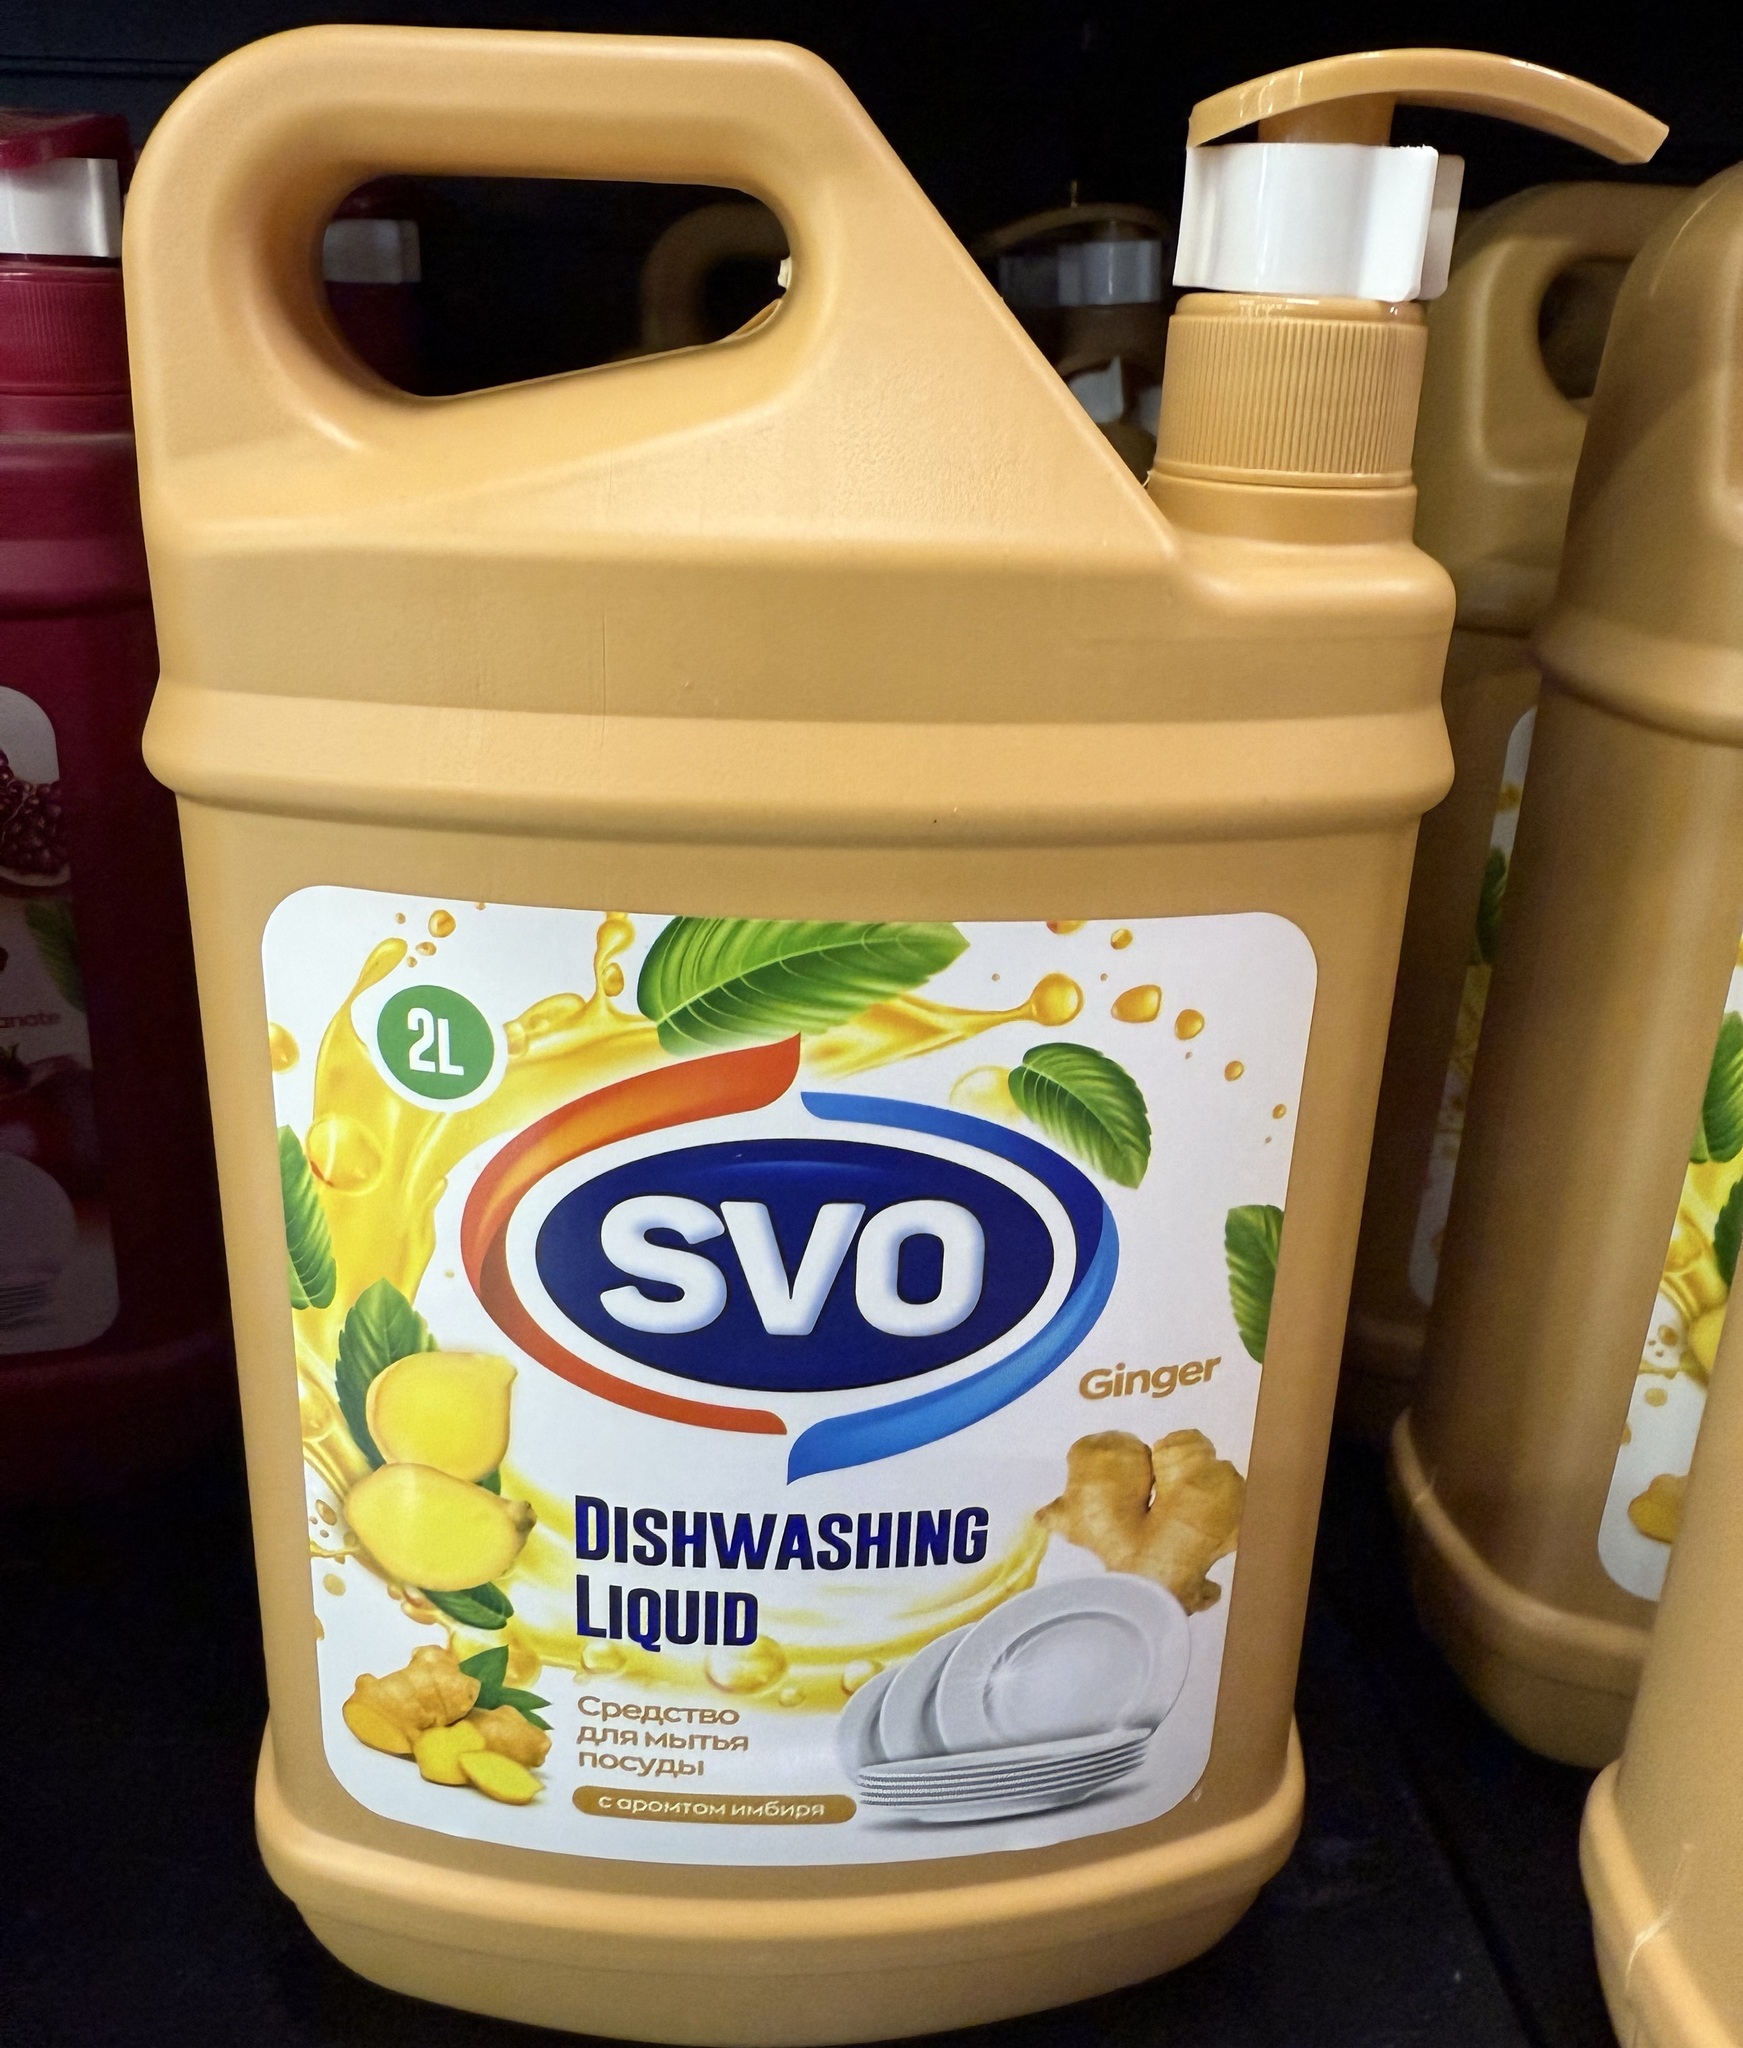 2L
SVO
Ginger
DISHWASHING
LIQUID
Средство
для мытья
посуды
с аромтом имбиря